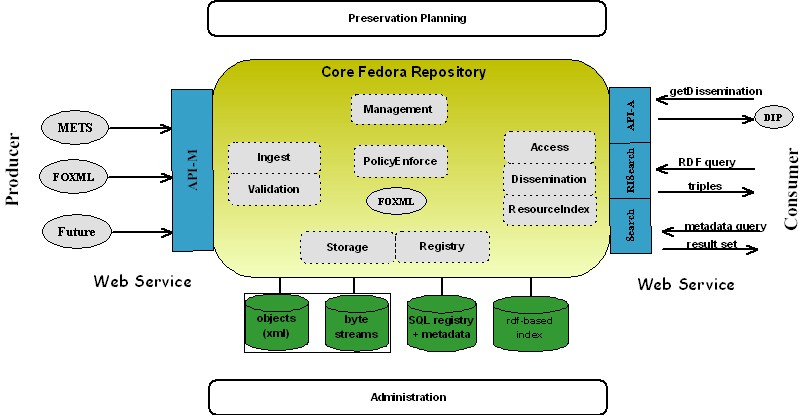 Preservation Planning
Core Fedora Repository
Management
Ingest
Validation
PolicyEnforce
FOXML
Access
Dissemination
ResourceIndex
Storage
Registry
Producer
METS
FOXML
Future
API-M
Web Service
API-A
RISearch
Search
getDissemination
DIP
RDF query
triples
metadata query
result set
Consumer
Web Service
objects
(xml)
byte
streams
SQL registry
+ metadata
rdf-based
index
Administration